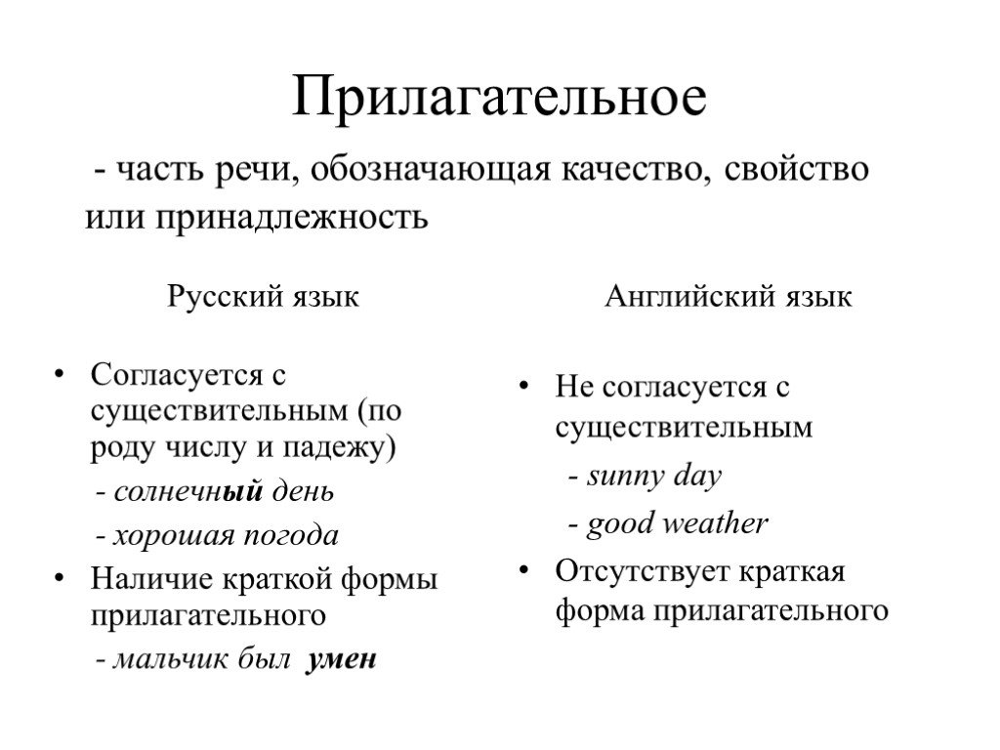 Прилагательное
- часть речи, обозначающая качество, свойство
или принадлежность
Русский язык
• Согласуется с
существительным (по
роду числу и падежу)
- солнечный день
- хорошая погода
• Наличие краткой формы
прилагательного
- мальчик был умен
Английский язык
• Не согласуется с
существительным
- sunny day
- good weather
• Отсутствует краткая
форма прилагательного